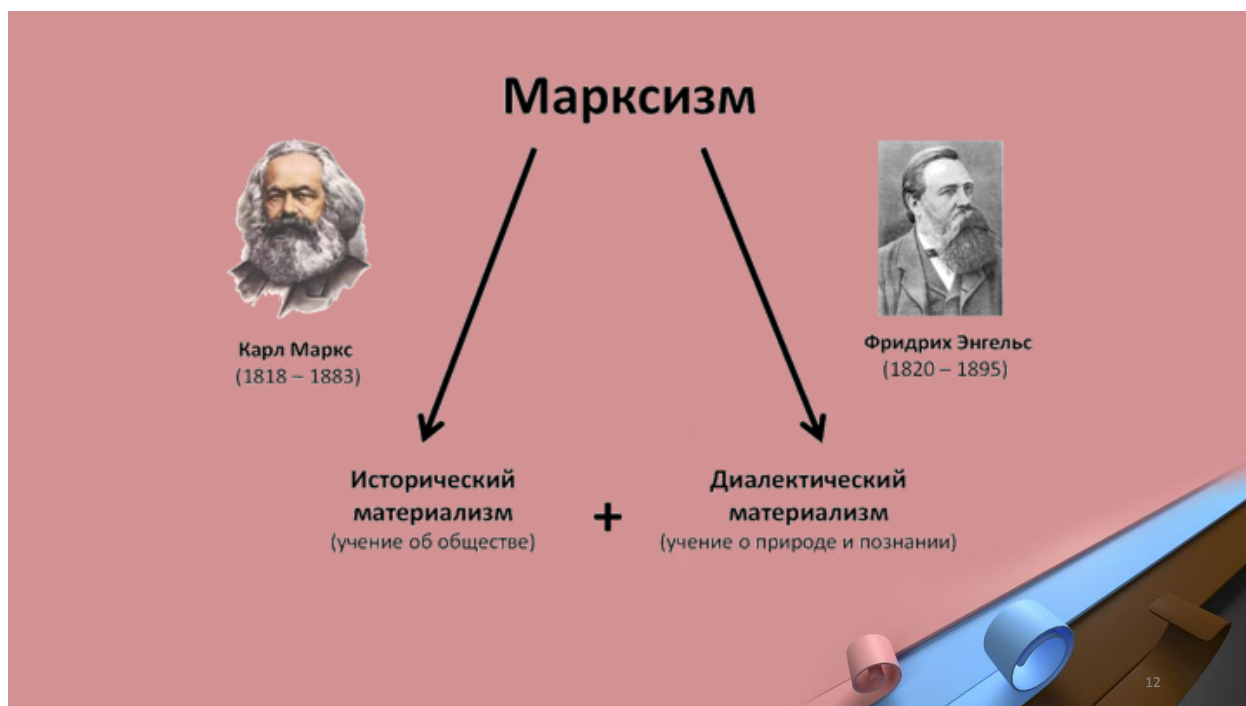 Марксизм
Карл Маркс
(1818 – 1883)
Фридрих Энгельс
(1820 – 1895)
Исторический
материализм
(учение об обществе)
+
Диалектический
материализм
(учение о природе и познании)
12